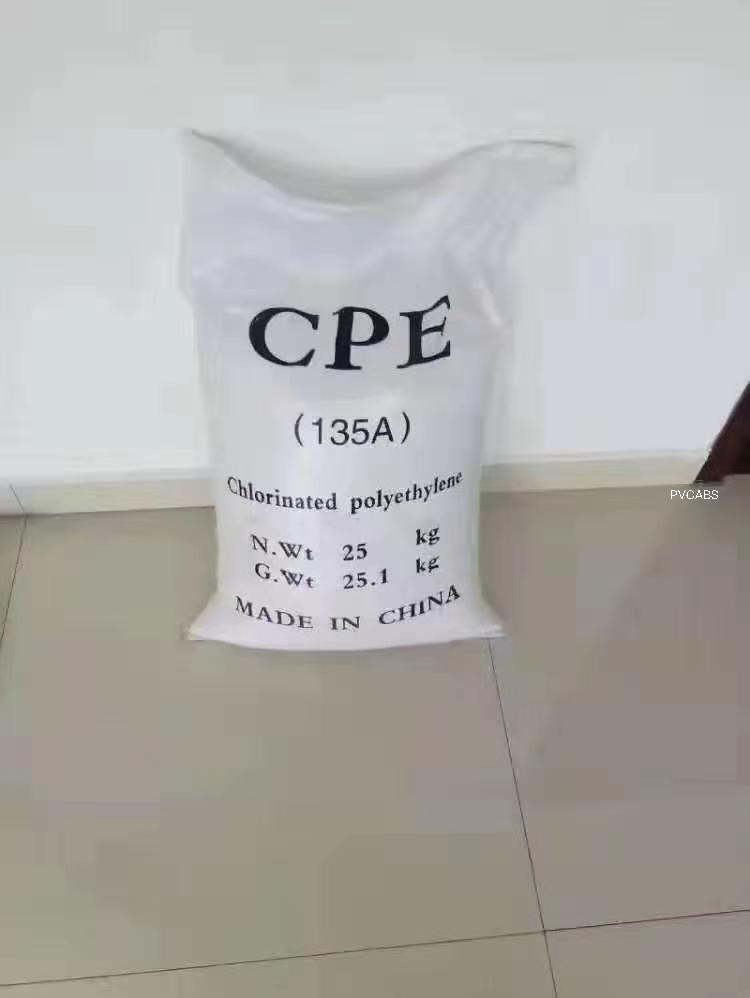 CPE
(135A)
Chlorinated polyethylene
N.Wt 25 kg
G.Wt 25.1 kg
MADE IN CHINA
PVCABS